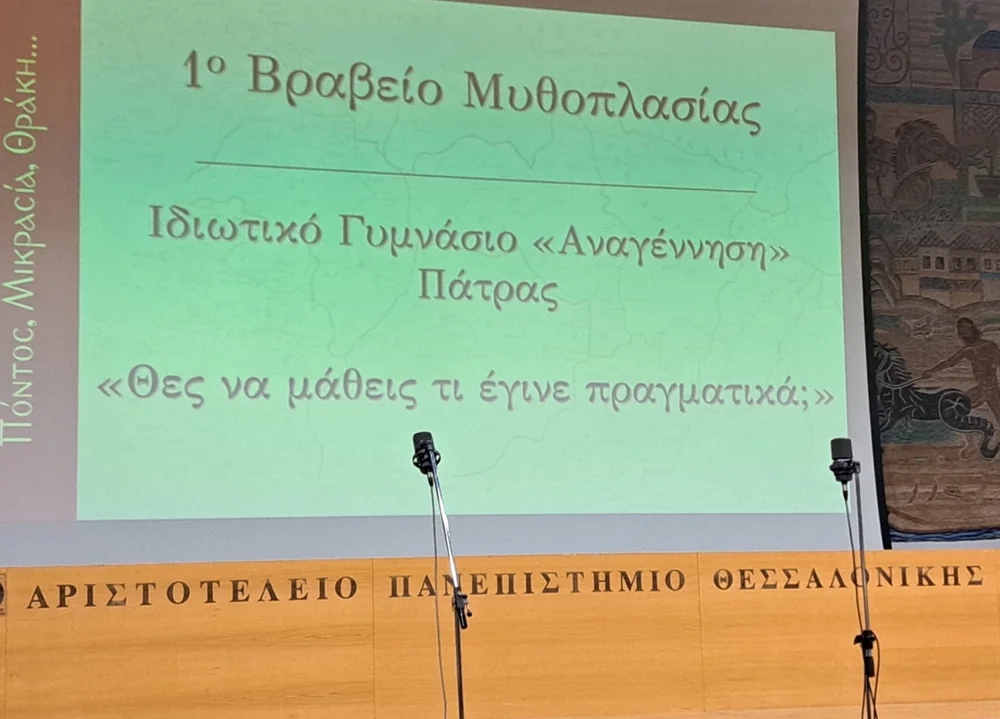 Πόντος, Μικρασία, Θράκη...
1ο Βραβείο Μυθοπλασίας
Ιδιωτικό Γυμνάσιο «Αναγέννηση»
Πάτρας
«Θες να μάθεις τι έγινε πραγματικά;»
ΑΡΙΣΤΟΤΕΛΕΙΟ ΠΑΝΕΠΙΣΤΗΜΙΟ ΘΕΣΣΑΛΟΝΙΚΗΣ